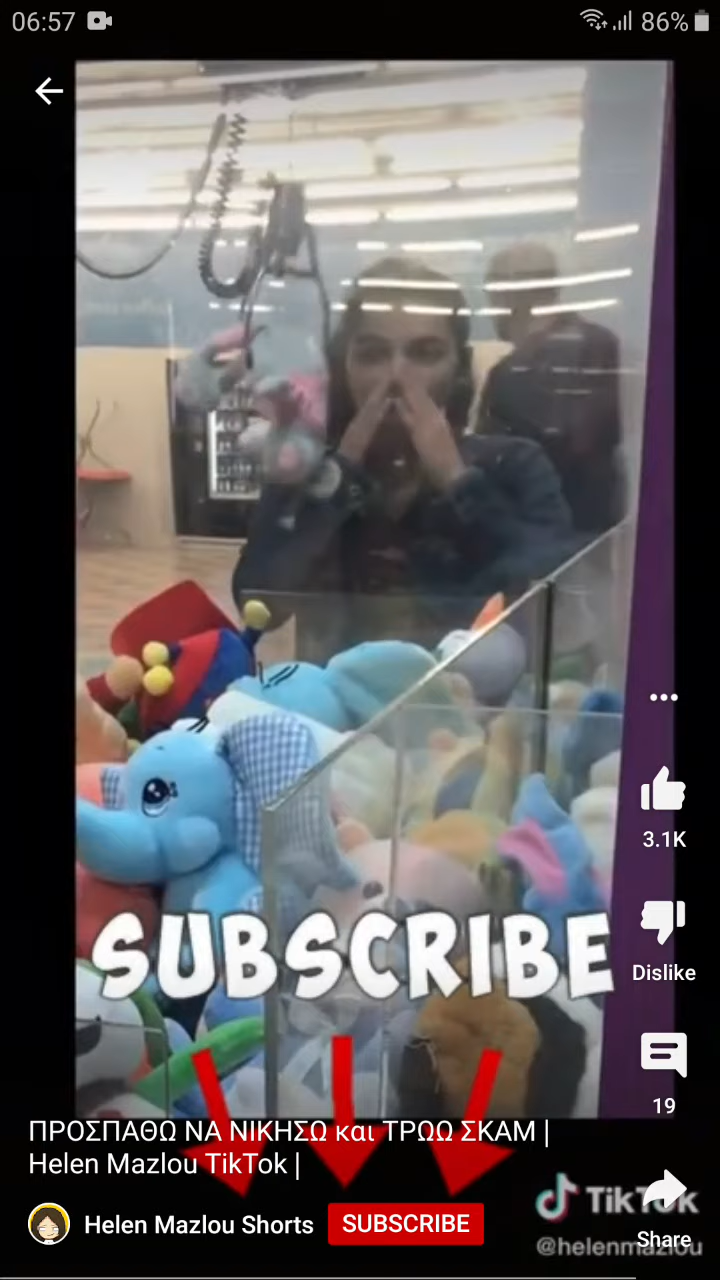 06:57
86%
SUBSCRIBE
3.1K
Dislike
19
ΠΡΟΣΠΑΘΩ ΝΑ ΝΙΚΗΣΩ και ΤΡΩΩ ΣΚΑΜ |
Helen Mazlou TikTok |
Helen Mazlou Shorts
SUBSCRIBE
TikTok
Share
@helenmazlou